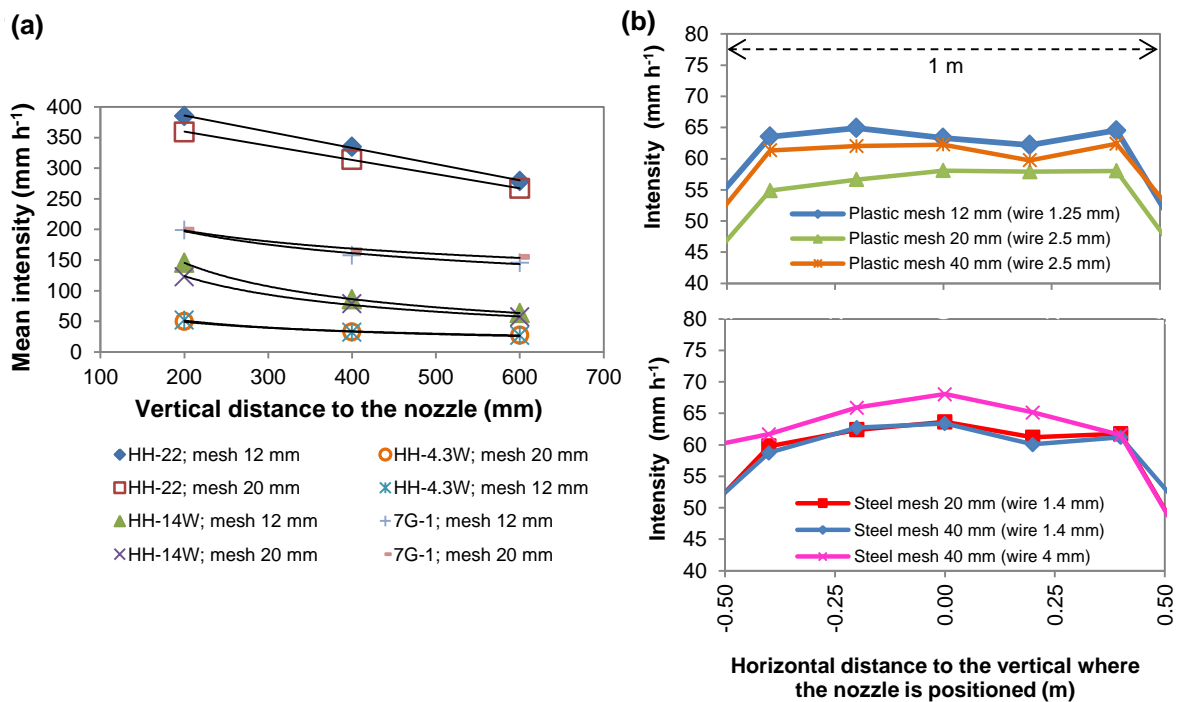 (a)
Mean intensity (mm h-1)
400
350
300
250
200
150
100
50
0
100
200
300
400
500
600
700
Vertical distance to the nozzle (mm)
HH-22; mesh 12 mm
HH-4.3W; mesh 20 mm
HH-22; mesh 20 mm
HH-4.3W; mesh 12 mm
HH-14W; mesh 12 mm
7G-1; mesh 12 mm
HH-14W; mesh 20 mm
7G-1; mesh 20 mm
(b)
Intensity (mm h-1)
80
75
70
65
60
55
50
45
40
1 m
Plastic mesh 12 mm (wire 1.25 mm)
Plastic mesh 20 mm (wire 2.5 mm)
Plastic mesh 40 mm (wire 2.5 mm)
Intensity (mm h-1)
80
75
70
65
60
55
50
45
40
Steel mesh 20 mm (wire 1.4 mm)
Steel mesh 40 mm (wire 1.4 mm)
Steel mesh 40 mm (wire 4 mm)
-0.50
-0.25
0.00
0.25
0.50
Horizontal distance to the vertical where
the nozzle is positioned (m)